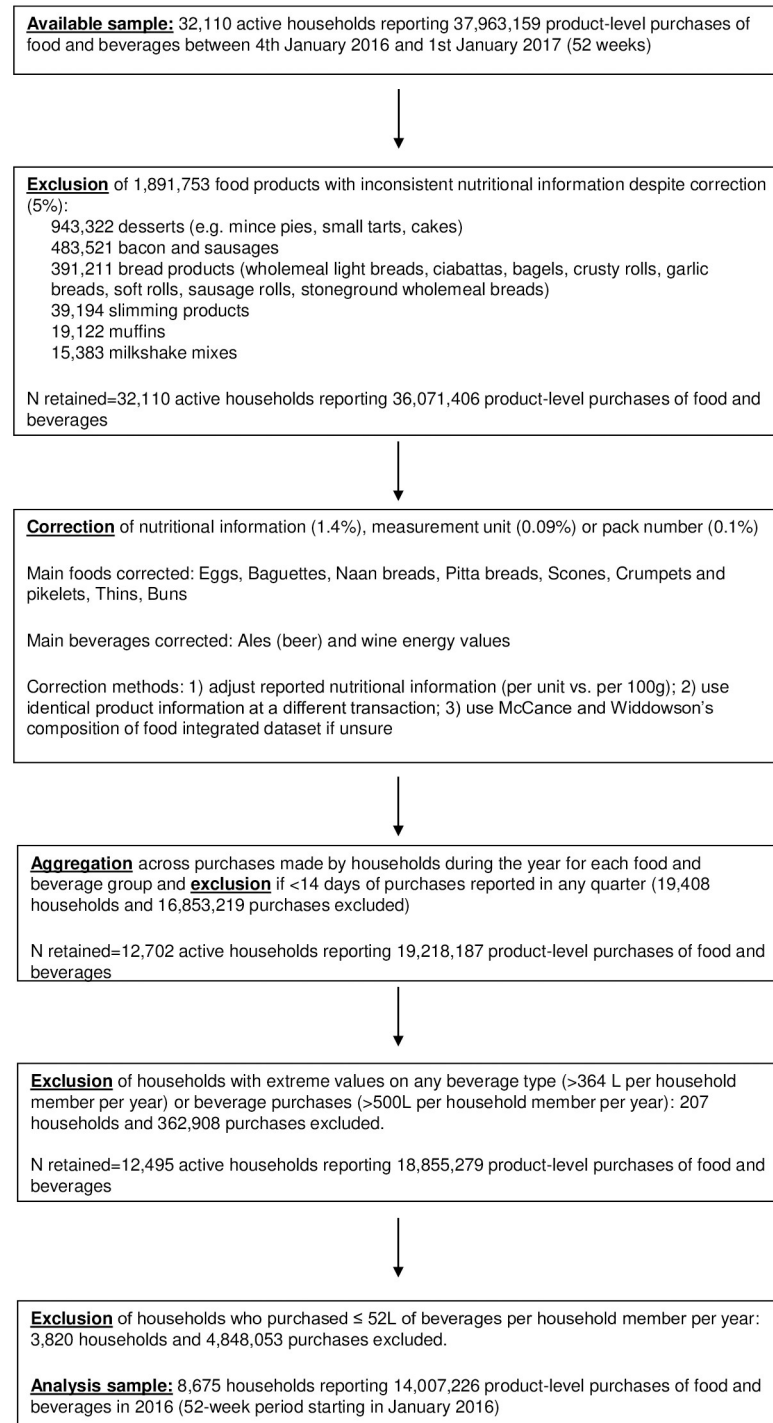 Available sample: 32,110 active households reporting 37,963,159 product-level purchases of
food and beverages between 4th January 2016 and 1st January 2017 (52 weeks)
Exclusion of 1,891,753 food products with inconsistent nutritional information despite correction
(5%):
943,322 desserts (e.g. mince pies, small tarts, cakes)
483,521 bacon and sausages
391,211 bread products (wholemeal light breads, ciabattas, bagels, crusty rolls, garlic
breads, soft rolls, sausage rolls, stoneground wholemeal breads)
39,194 slimming products
19,122 muffins
15,383 milkshake mixes
N retained=32,110 active households reporting 36,071,406 product-level purchases of food and
beverages
Correction of nutritional information (1.4%), measurement unit (0.09%) or pack number (0.1%)
Main foods corrected: Eggs, Baguettes, Naan breads, Pitta breads, Scones, Crumpets and
pikelets, Thins, Buns
Main beverages corrected: Ales (beer) and wine energy values
Correction methods: 1) adjust reported nutritional information (per unit vs. per 100g); 2) use
identical product information at a different transaction; 3) use McCance and Widdowson's
composition of food integrated dataset if unsure
Aggregation across purchases made by households during the year for each food and
beverage group and exclusion if <14 days of purchases reported in any quarter (19,408
households and 16,853,219 purchases excluded)
N retained=12,702 active households reporting 19,218,187 product-level purchases of food and
beverages
Exclusion of households with extreme values on any beverage type (>364 L per household
member per year) or beverage purchases (>500L per household member per year): 207
households and 362,908 purchases excluded.
N retained=12,495 active households reporting 18,855,279 product-level purchases of food and
beverages
Exclusion of households who purchased ≤ 52L of beverages per household member per year:
3,820 households and 4,848,053 purchases excluded.
Analysis sample: 8,675 households reporting 14,007,226 product-level purchases of food and
beverages in 2016 (52-week period starting in January 2016)